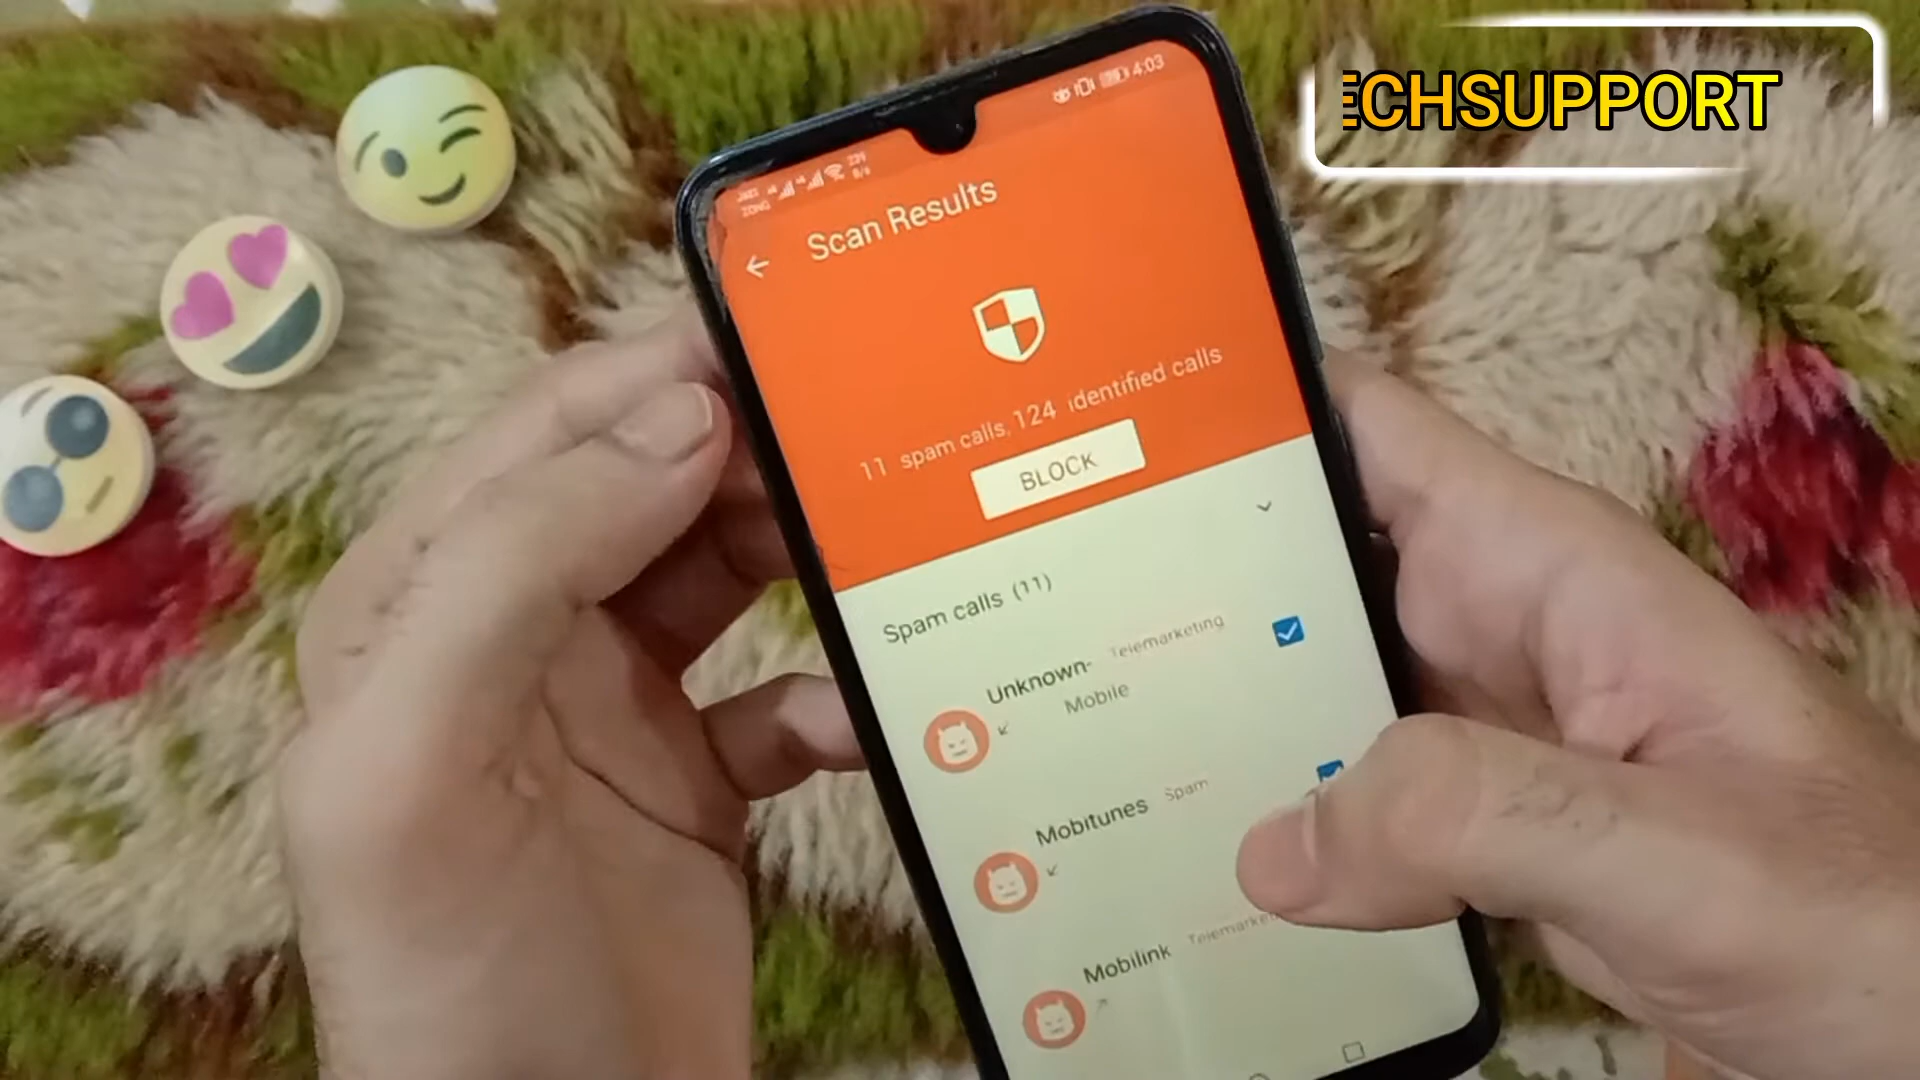 ECHSUPPORT
4:03
ZONG
Scan Results
11 spam calls, 124 identified calls
BLOCK
Spam calls (11)
Unknown- Telemarketing
Mobile
Mobitunes Spam
Mobilink